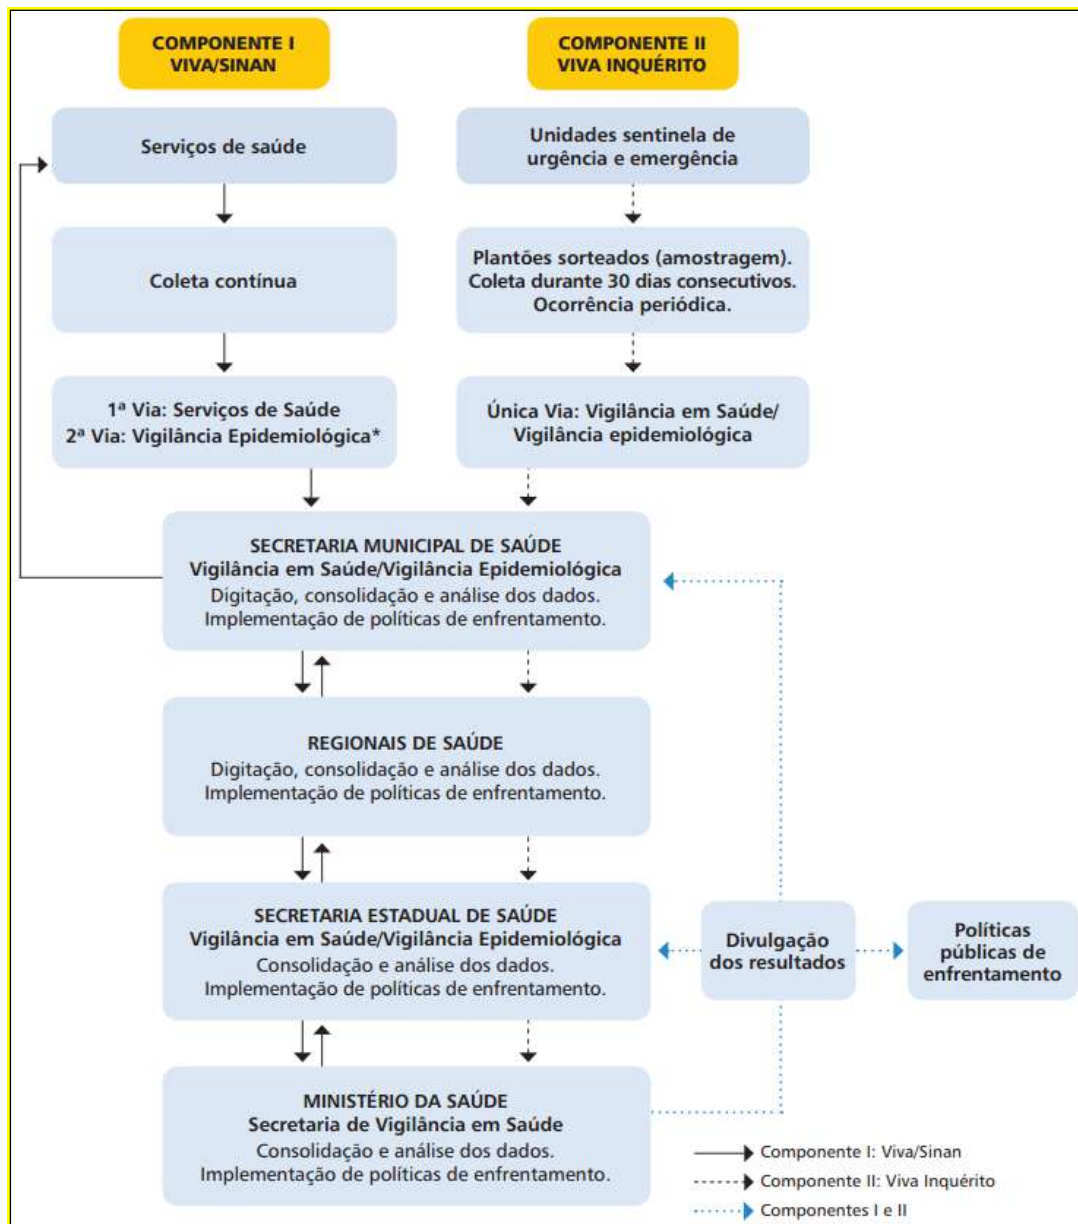 COMPONENTE I
VIVA/SINAN
COMPONENTE II
VIVA INQUÉRITO
Serviços de saúde
Unidades sentinela de
urgência e emergência
Coleta contínua
Plantões sorteados (amostragem).
Coleta durante 30 dias consecutivos.
Ocorrência periódica.
1ª Via: Serviços de Saúde
2ª Via: Vigilância Epidemiológica*
Única Via: Vigilância em Saúde/
Vigilância epidemiológica
SECRETARIA MUNICIPAL DE SAÚDE
Vigilância em Saúde/Vigilância Epidemiológica
Digitação, consolidação e análise dos dados.
Implementação de políticas de enfrentamento.
REGIONAIS DE SAÚDE
Digitação, consolidação e análise dos dados.
Implementação de políticas de enfrentamento.
SECRETARIA ESTADUAL DE SAÚDE
Vigilância em Saúde/Vigilância Epidemiológica
Consolidação e análise dos dados.
Implementação de políticas de enfrentamento.
Divulgação
dos resultados
Políticas
públicas de
enfrentamento
MINISTÉRIO DA SAÚDE
Secretaria de Vigilância em Saúde
Consolidação e análise dos dados.
Implementação de políticas de enfrentamento.
Componente I: Viva/Sinan
Componente II: Viva Inquérito
Componentes I e II